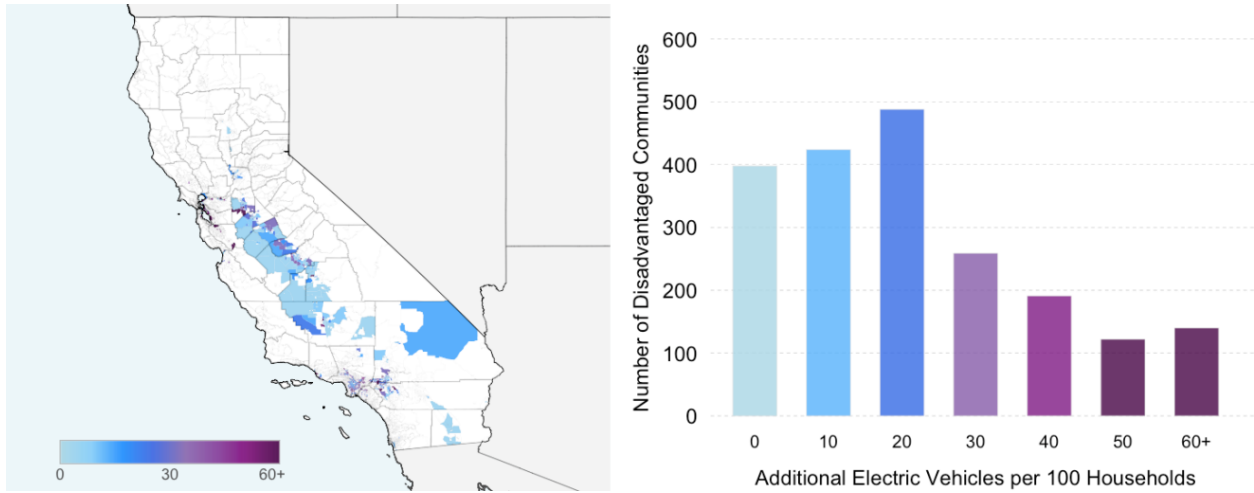 0 30 60+
Number of Disadvantaged Communities
600
500
400
300
200
100
0
0 10 20 30 40 50 60+
Additional Electric Vehicles per 100 Households